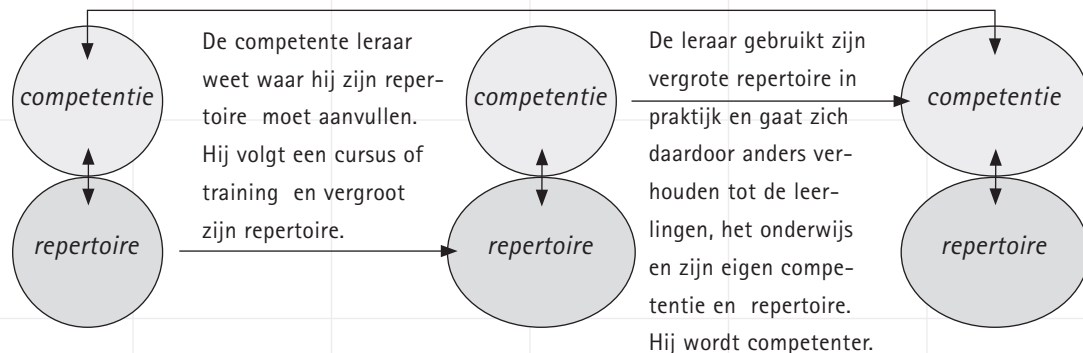 competentie
repertoire
De competente leraar
weet waar hij zijn reper-
toire moet aanvullen.
Hij volgt een cursus of
training en vergroot
zijn repertoire.
competentie
repertoire
De leraar gebruikt zijn
vergrote repertoire in
praktijk en gaat zich
daardoor anders ver-
houden tot de leer-
lingen, het onderwijs
en zijn eigen compe-
tentie en repertoire.
Hij wordt competenter.
competentie
repertoire